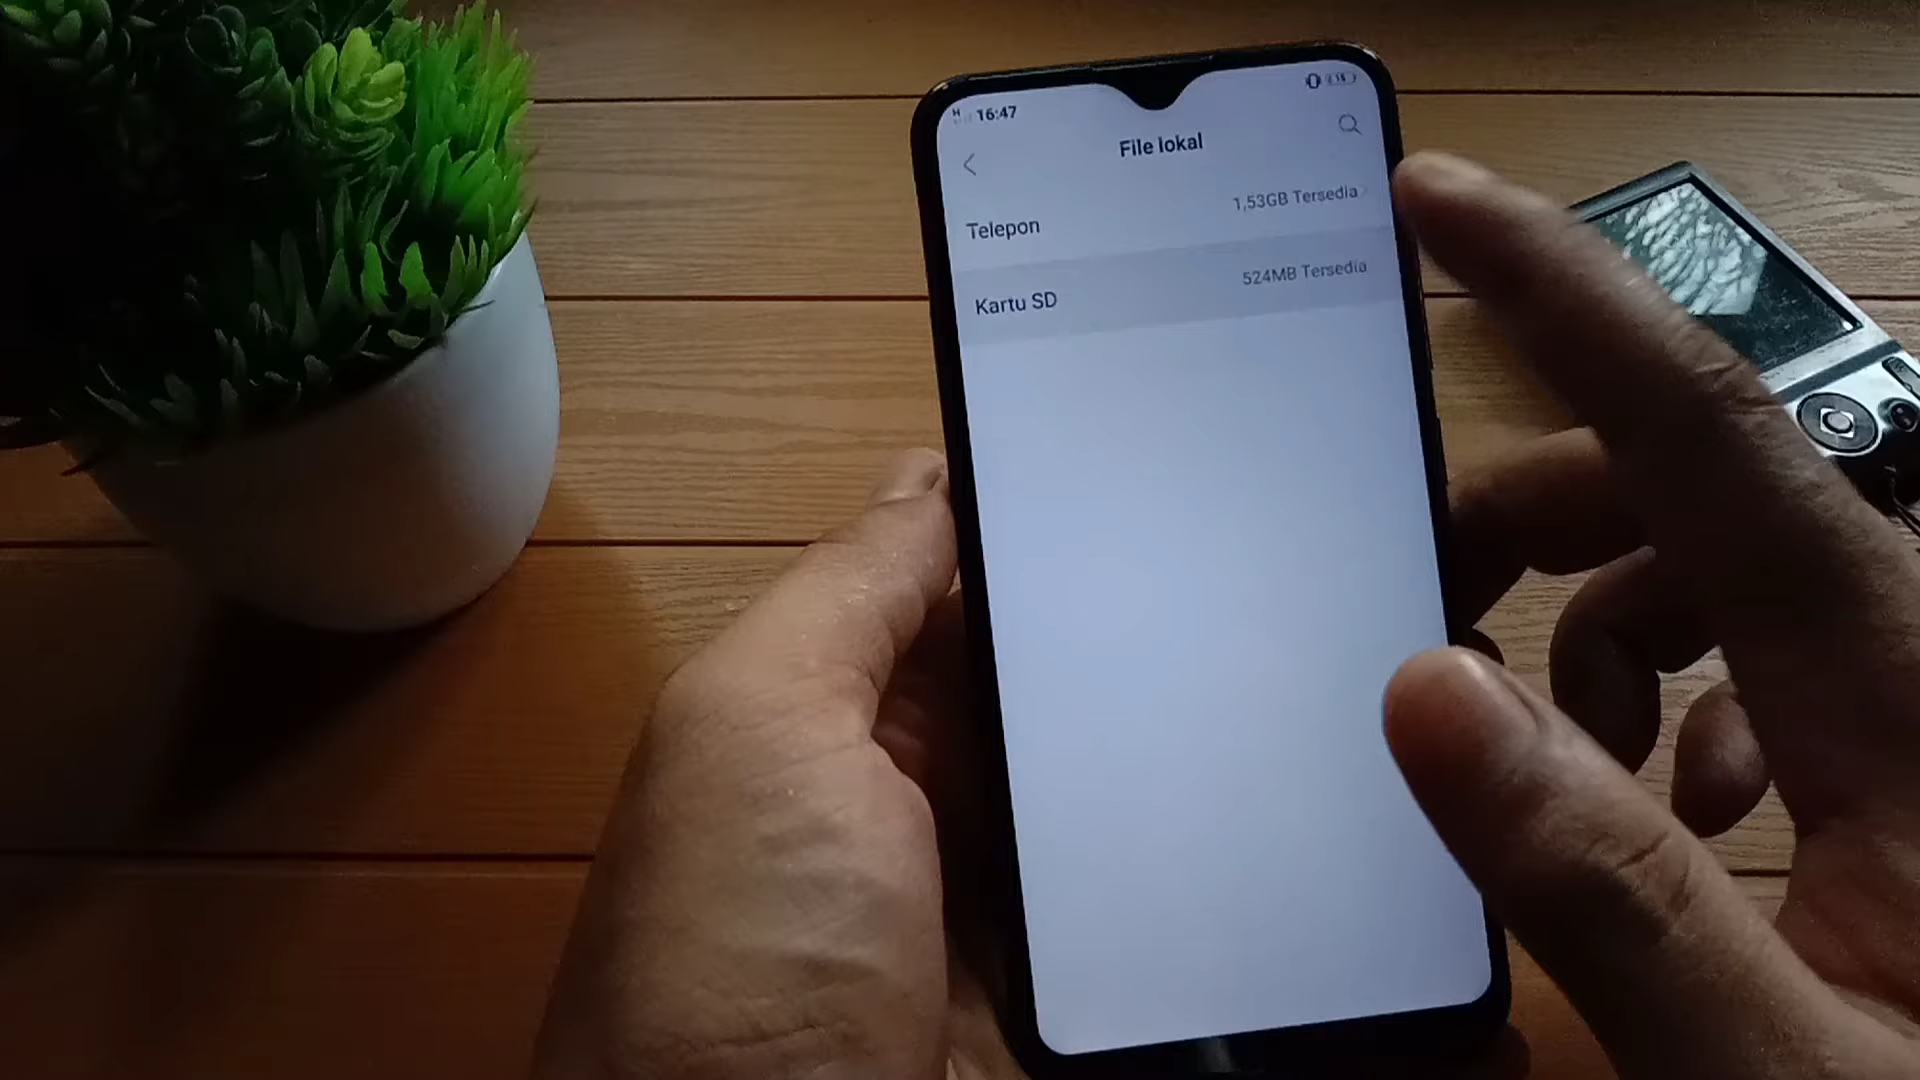 H 16:47
File lokal
Telepon 1,53GB Tersedia
Kartu SD 524MB Tersedia